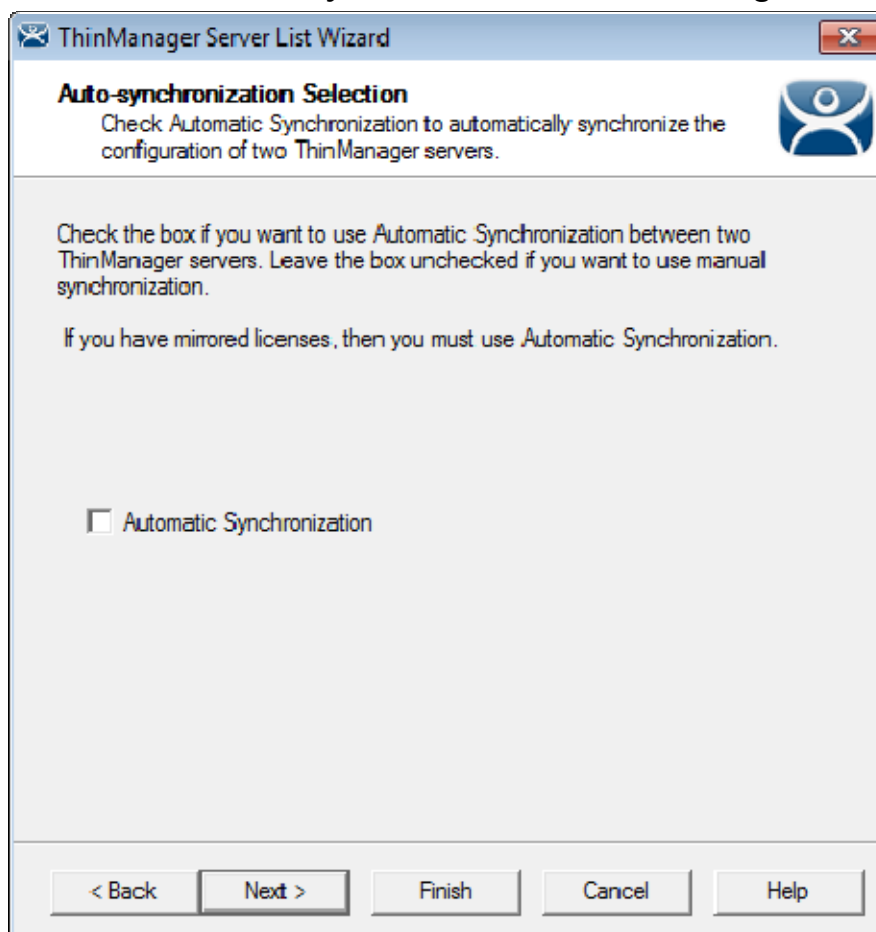 ThinManager Server List Wizard
Auto-synchronization Selection
Check Automatic Synchronization to automatically synchronize the
configuration of two ThinManager servers.
Check the box if you want to use Automatic Synchronization between two
ThinManager servers. Leave the box unchecked if you want to use manual
synchronization.
If you have mirrored licenses, then you must use Automatic Synchronization.
Automatic Synchronization
< Back Next > Finish Cancel Help